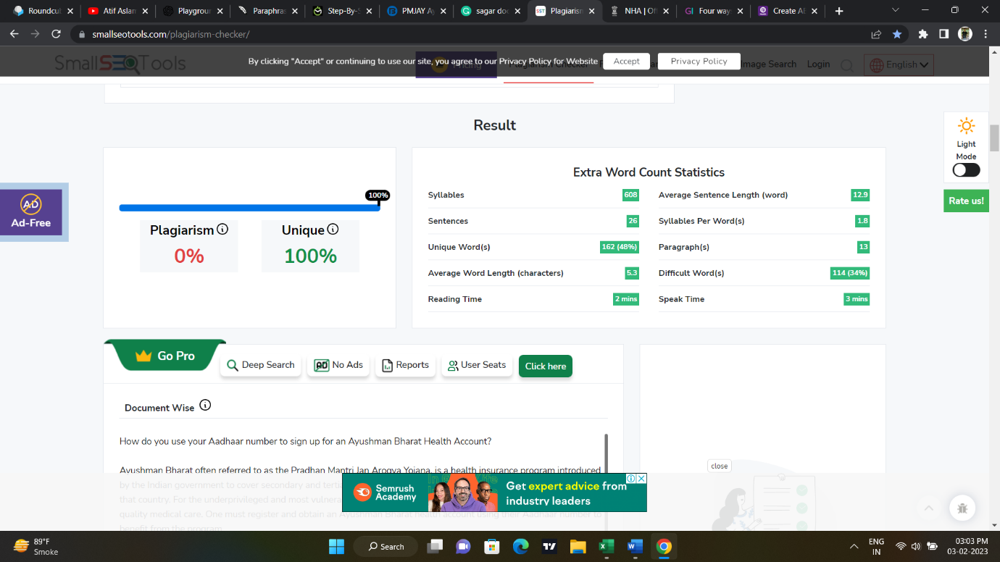 Roundcu
Atif Aslam
Playgrou
Paraphras
Step-By-S
PMJAY Ay
sagar doc
Plagiarism
NHA | Of
Four ways
Create AB
smallseotools.com/plagiarism-checker/
SmallSEOTools
By clicking "Accept" or continuing to use our site, you agree to our Privacy Policy for Website
Accept
Privacy Policy
Pricing
Plagiarism Checker
Image Search
Login
English
Result
Light
Mode
Rate us!
AD
Ad-Free
100%
Plagiarism
0%
Unique
100%
Extra Word Count Statistics
Syllables 608
Average Sentence Length (word) 12.9
Sentences 26
Syllables Per Word(s) 1.8
Unique Word(s) 162 (48%)
Paragraph(s) 13
Average Word Length (characters) 5.3
Difficult Word(s) 114 (34%)
Reading Time 2 mins
Speak Time 3 mins
Go Pro
Deep Search
AD No Ads
Reports
User Seats
Click here
Document Wise
How do you use your Aadhaar number to sign up for an Ayushman Bharat Health Account?
Ayushman Bharat often referred to as the Pradhan Mantri Jan Arogya Yojana, is a health insurance program introduced
by the Indian government to cover secondary and tert
that country. For the underprivileged and most vulnera
quality medical care. One must register and obtain an Ayushman Bharat health account using their Aadhaar number to
benefit from the program.
close
Semrush
Academy
Get expert advice from
industry leaders
89°F
Smoke
Search
ENG
IN
03:03 PM
03-02-2023